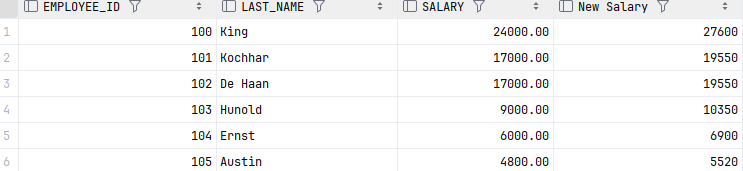 EMPLOYEE_ID LAST_NAME SALARY New Salary
1 100 King 24000.00 27600
2 101 Kochhar 17000.00 19550
3 102 De Haan 17000.00 19550
4 103 Hunold 9000.00 10350
5 104 Ernst 6000.00 6900
6 105 Austin 4800.00 5520